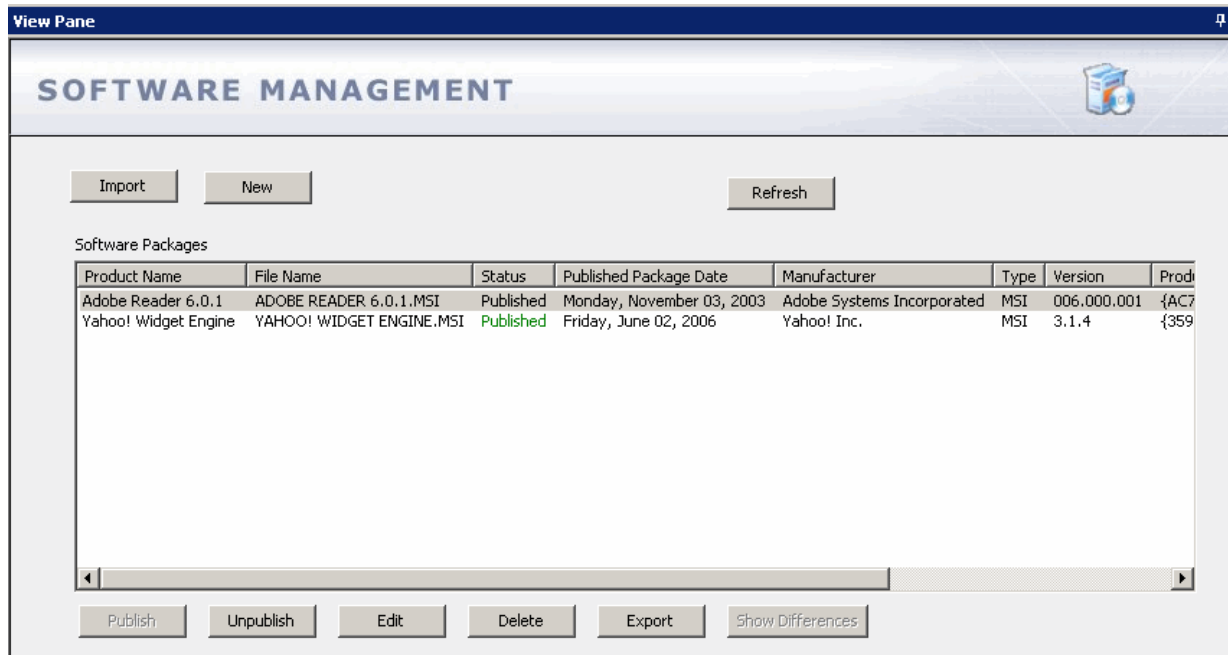 View Pane
SOFTWARE MANAGEMENT
Import New Refresh
Software Packages
Product Name File Name Status Published Package Date Manufacturer Type Version Prod
Adobe Reader 6.0.1 ADOBE READER 6.0.1.MSI Published Monday, November 03, 2003 Adobe Systems Incorporated MSI 006.000.001 {AC7
Yahoo! Widget Engine YAHOO! WIDGET ENGINE.MSI Published Friday, June 02, 2006 Yahoo! Inc. MSI 3.1.4 {359
Publish Unpublish Edit Delete Export Show Differences